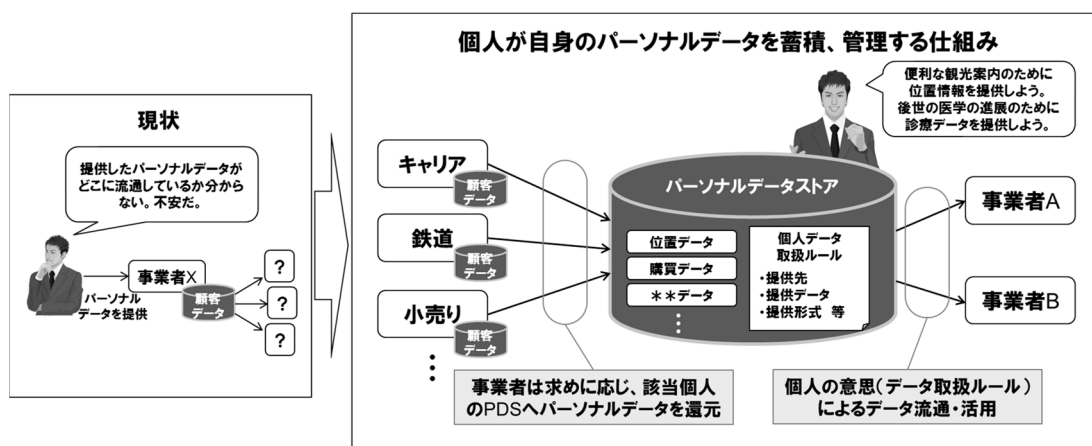 現状
提供したパーソナルデータが
どこに流通しているか分から
ない。不安だ。
事業者X
パーソナル
データを提供
顧客
データ
?
?
?
個人が自身のパーソナルデータを蓄積、管理する仕組み
便利な観光案内のために
位置情報を提供しよう。
後世の医学の進展のために
診療データを提供しよう。
キャリア
顧客
データ
鉄道
顧客
データ
小売り
顧客
データ
パーソナルデータストア
位置データ
購買データ
**データ
個人データ
取扱ルール
・提供先
・提供データ
・提供形式 等
事業者A
事業者B
事業者は求めに応じ、該当個人
のPDSへパーソナルデータを還元
個人の意思(データ取扱ルール)
によるデータ流通・活用